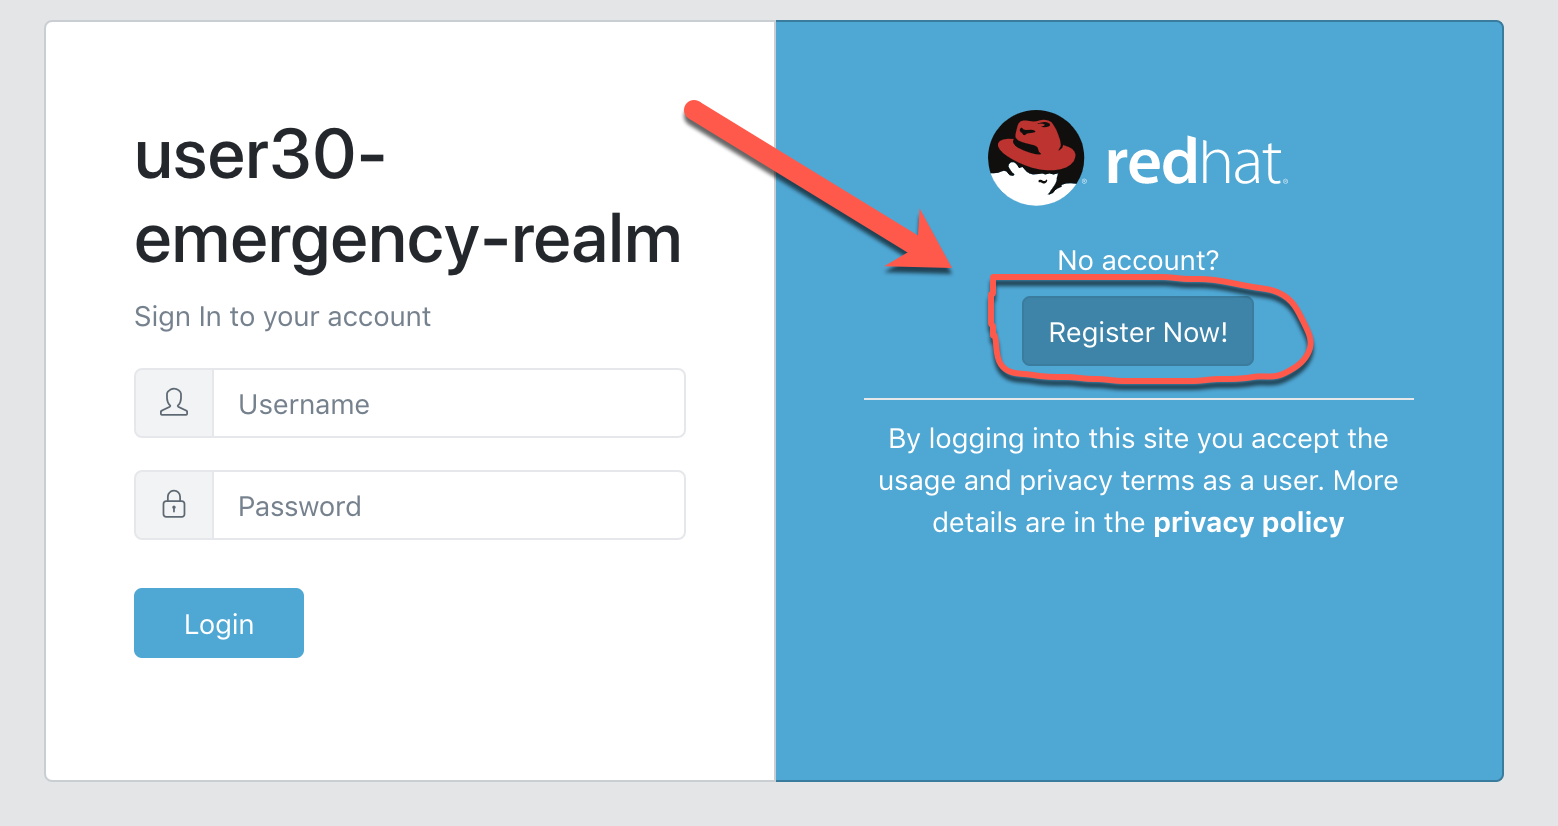 user30-
emergency-realm
Sign In to your account
Username
Password
Login
redhat.
No account?
Register Now!
By logging into this site you accept the
usage and privacy terms as a user. More
details are in the privacy policy